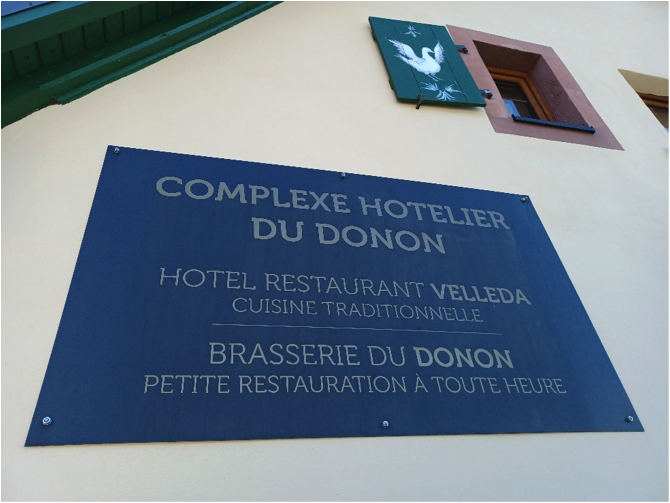 COMPLEXE HOTELIER
DU DONON
HOTEL RESTAURANT VELLEDA
CUISINE TRADITIONNELLE
BRASSERIE DU DONON
PETITE RESTAURATION À TOUTE HEURE